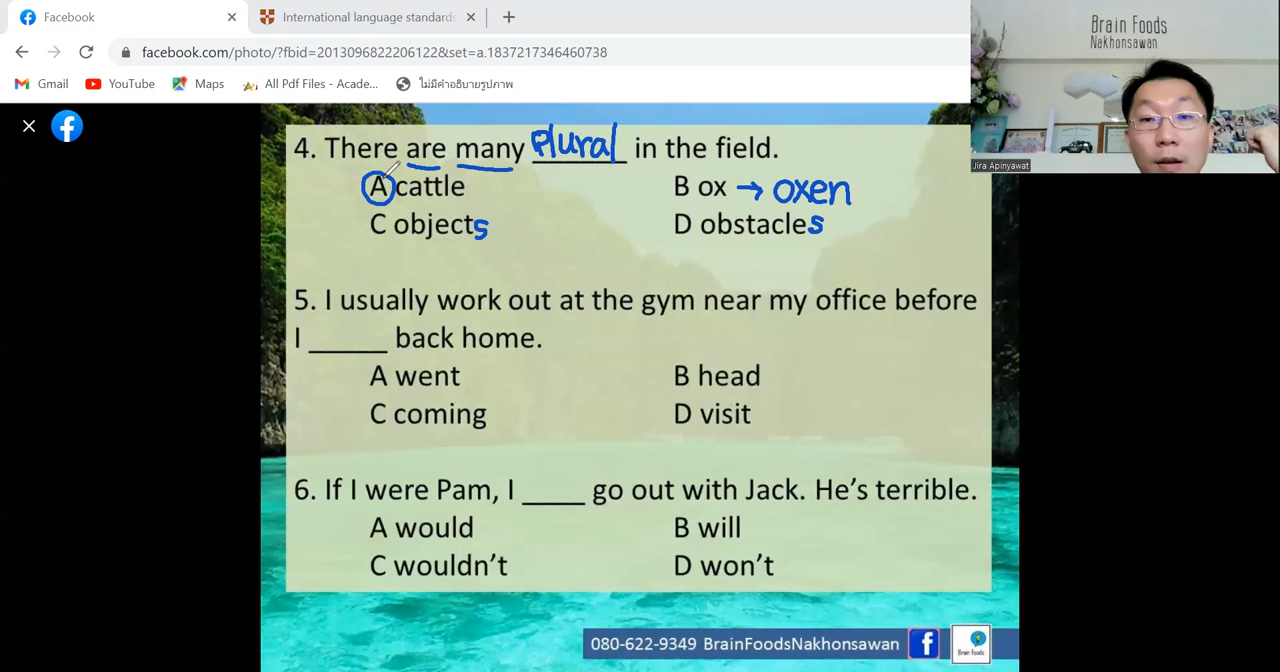 Facebook
International language standards
facebook.com/photo/?fbid=2013096822206122&set=a.1837217346460738
Gmail
YouTube
Maps
All Pdf Files - Acade...
ไม่มีคำอธิบายรูปภาพ
Brain Foods
Nakhonsawan
Jira Apinyawat
4. There are many plural in the field.
A cattle B ox → oxen
C objects D obstacles
5. I usually work out at the gym near my office before
I _____ back home.
A went B head
C coming D visit
6. If I were Pam, I ____ go out with Jack. He's terrible.
A would B will
C wouldn't D won't
080-622-9349 BrainFoodsNakhonsawan
Brain Foods